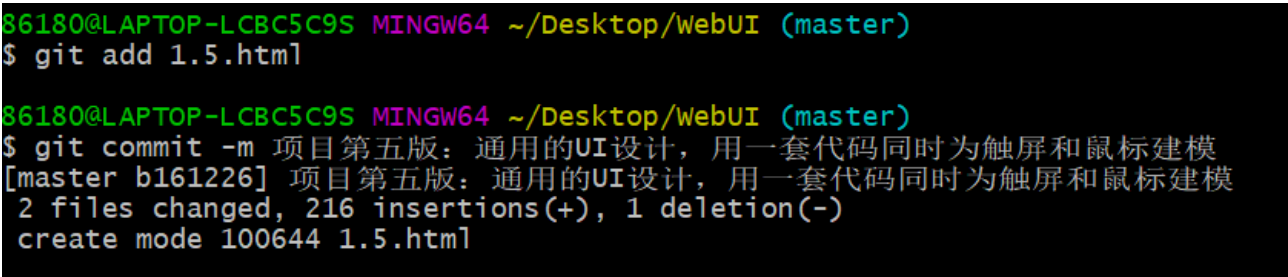 86180@LAPTOP-LCBC5C9S MINGW64 ~/Desktop/WebUI (master)
$ git add 1.5.html
86180@LAPTOP-LCBC5C9S MINGW64 ~/Desktop/WebUI (master)
$ git commit -m 项目第五版：通用的UI设计，用一套代码同时为触屏和鼠标建模
[master b161226] 项目第五版：通用的UI设计，用一套代码同时为触屏和鼠标建模
2 files changed, 216 insertions(+), 1 deletion(-)
create mode 100644 1.5.html